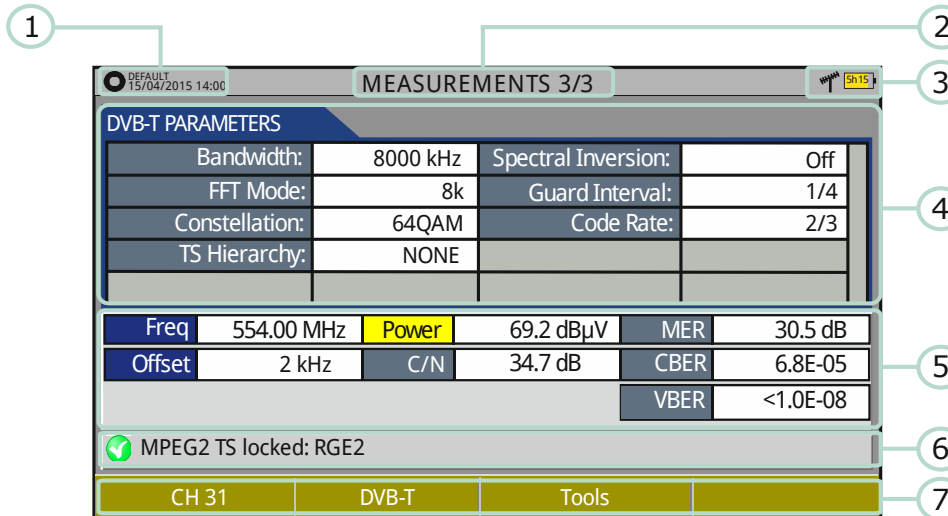 1
2
DEFAULT
15/04/2015 14:00
MEASUREMENTS 3/3
5h15
3
DVB-T PARAMETERS
Bandwidth: 8000 kHz Spectral Inversion: Off
FFT Mode: 8k Guard Interval: 1/4
4
Constellation: 64QAM Code Rate: 2/3
TS Hierarchy: NONE
Freq 554.00 MHz Power 69.2 dBµV MER 30.5 dB
Offset 2 kHz C/N 34.7 dB CBER 6.8E-05
5
VBER <1.0E-08
MPEG2 TS locked: RGE2
6
CH 31 DVB-T Tools
7